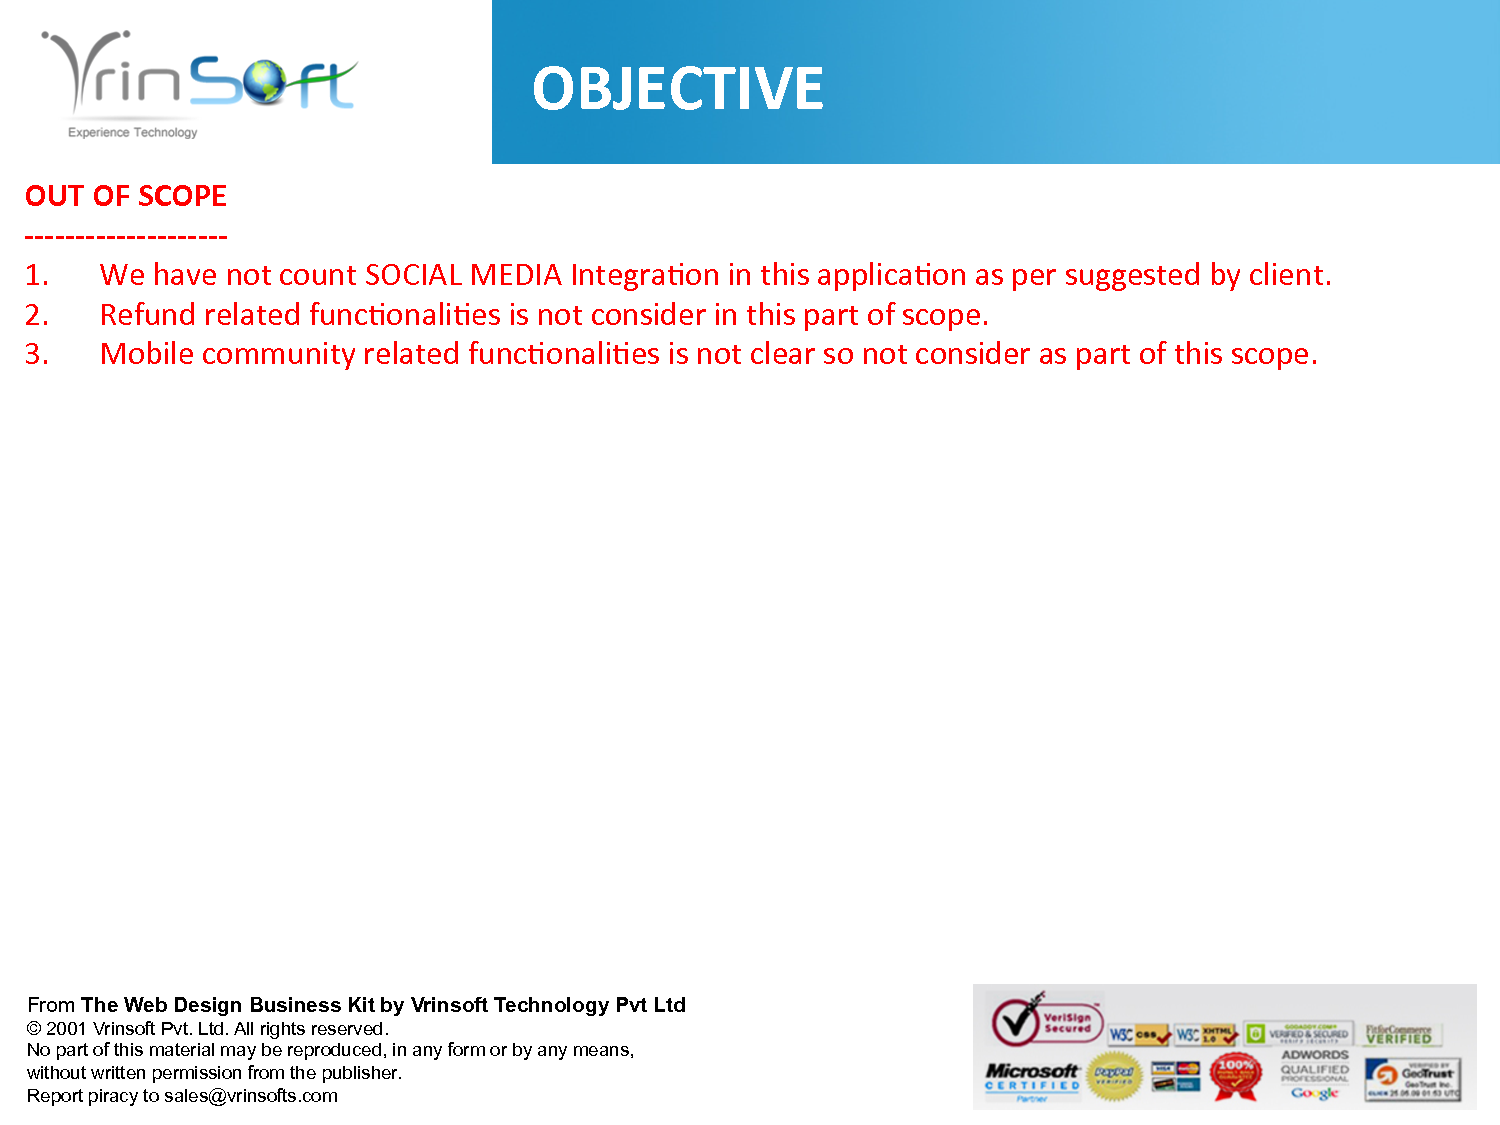 VrinSoft
Experience Technology
OBJECTIVE
OUT OF SCOPE
--------------------
1. We have not count SOCIAL MEDIA Integration in this application as per suggested by client.
2. Refund related functionalities is not consider in this part of scope.
3. Mobile community related functionalities is not clear so not consider as part of this scope.
From The Web Design Business Kit by Vrinsoft Technology Pvt Ltd
© 2001 Vrinsoft Pvt. Ltd. All rights reserved.
No part of this material may be reproduced, in any form or by any means,
without written permission from the publisher.
Report piracy to sales@vrinsofts.com
VeriSign
Secured
W3C css
W3C XHTML 1.0
VERIFIED & SECURED
FitforCommerce
VERIFIED
Microsoft
CERTIFIED
Partner
PayPal
VERIFIED
VISA
100%
ADWORDS
QUALIFIED
PROFESSIONAL
Google
VERIFIED BY
GeoTrust
GeoTrust Inc.